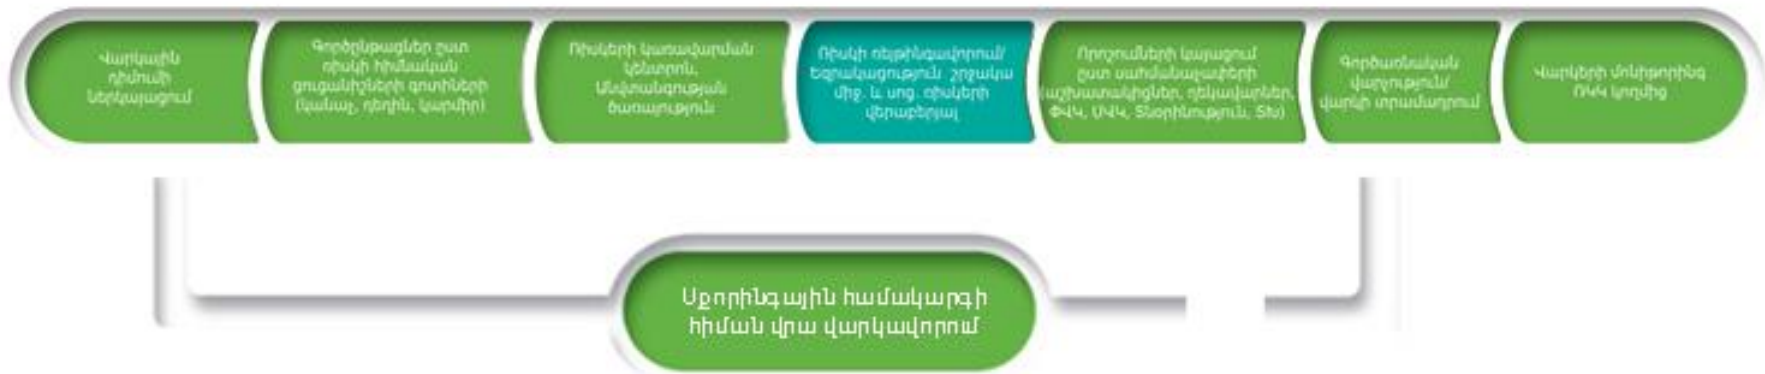 Վարկային
դիմումի
ներկայացում
Գործընթացներ ըստ
ռիսկի հիմնական
ցուցանիշների գոտիների
(կանաչ, դեղին, կարմիր)
Ռիսկերի կառավարման
կենտրոն,
Անվտանգության
ծառայություն
Ռիսկի ռեյթինգավորում/
Եզրակացություն շրջակա
միջ. և սոց. ռիսկերի
վերաբերյալ
Որոշումների կայացում
ըստ սահմանաչափերի
(աշխատակիցներ, ղեկավարներ,
ՓՎԿ, ՄՎԿ, Տնօրինություն, Տխ)
Գործառնական
վարչություն/
վարկի տրամադրում
Վարկերի մոնիթորինգ
ՌԿԿ կողմից
Սքորինգային համակարգի
հիման վրա վարկավորում